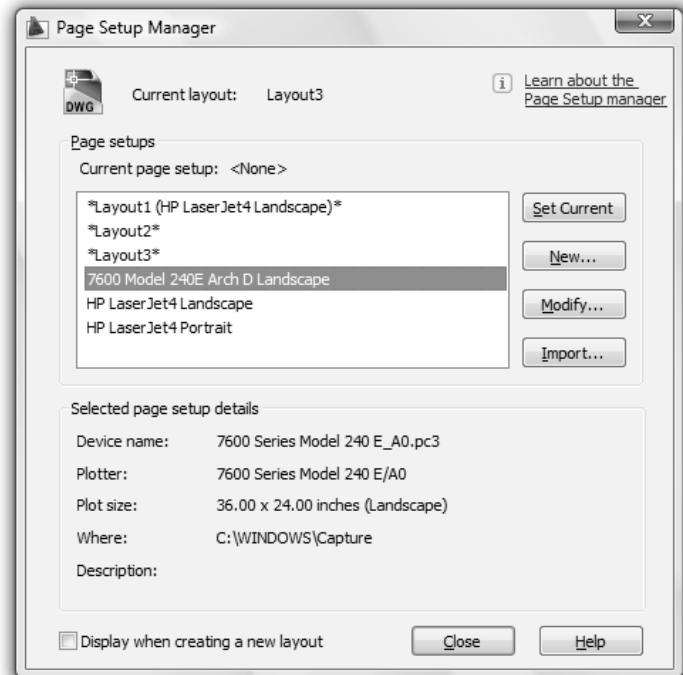 Page Setup Manager
X
DWG
Current layout: Layout3
i
Learn about the
Page Setup manager
Page setups
Current page setup: <None>
*Layout1 (HP LaserJet4 Landscape)*
*Layout2*
*Layout3*
7600 Model 240E Arch D Landscape
HP LaserJet4 Landscape
HP LaserJet4 Portrait
Set Current
New...
Modify...
Import...
Selected page setup details
Device name: 7600 Series Model 240 E_A0.pc3
Plotter: 7600 Series Model 240 E/A0
Plot size: 36.00 x 24.00 inches (Landscape)
Where: C:\WINDOWS\Capture
Description:
Display when creating a new layout
Close
Help